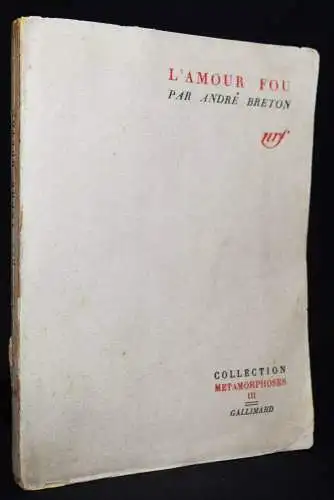 L'AMOUR FOU
PAR ANDRÉ BRETON
nrf
COLLECTION
METAMORPHOSES
III
GALLIMARD